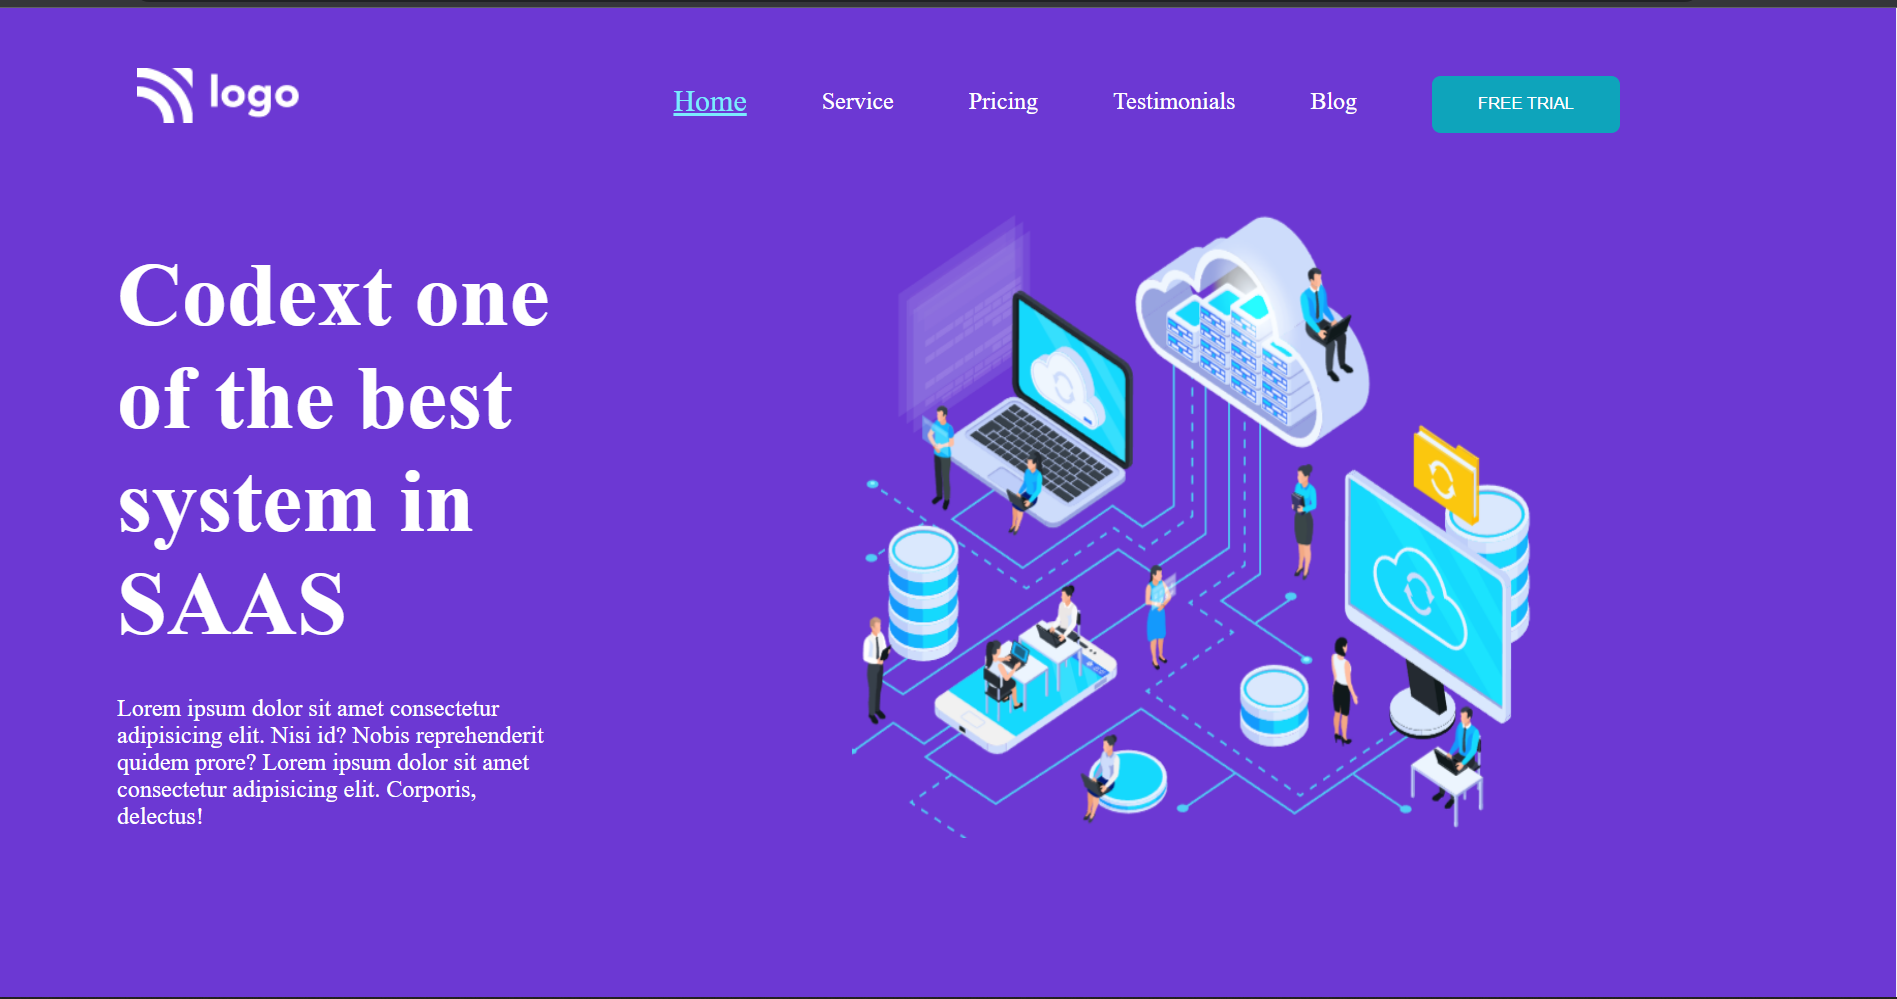 logo
Home
Service
Pricing
Testimonials
Blog
FREE TRIAL
Codext one
of the best
system in
SAAS
Lorem ipsum dolor sit amet consectetur
adipisicing elit. Nisi id? Nobis reprehenderit
quidem prore? Lorem ipsum dolor sit amet
consectetur adipisicing elit. Corporis,
delectus!